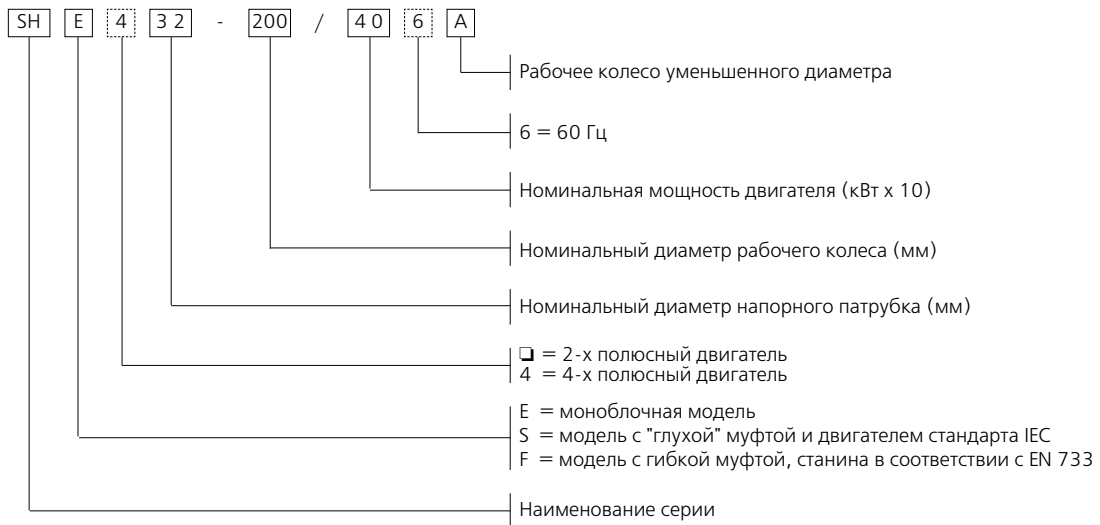 SH E 4 3 2 - 200 / 4 0 6 A
Рабочее колесо уменьшенного диаметра
6 = 60 Гц
Номинальная мощность двигателя (кВт x 10)
Номинальный диаметр рабочего колеса (мм)
Номинальный диаметр напорного патрубка (мм)
❏ = 2-х полюсный двигатель
4 = 4-х полюсный двигатель
E = моноблочная модель
S = модель с "глухой" муфтой и двигателем стандарта IEC
F = модель с гибкой муфтой, станина в соответствии с EN 733
Наименование серии